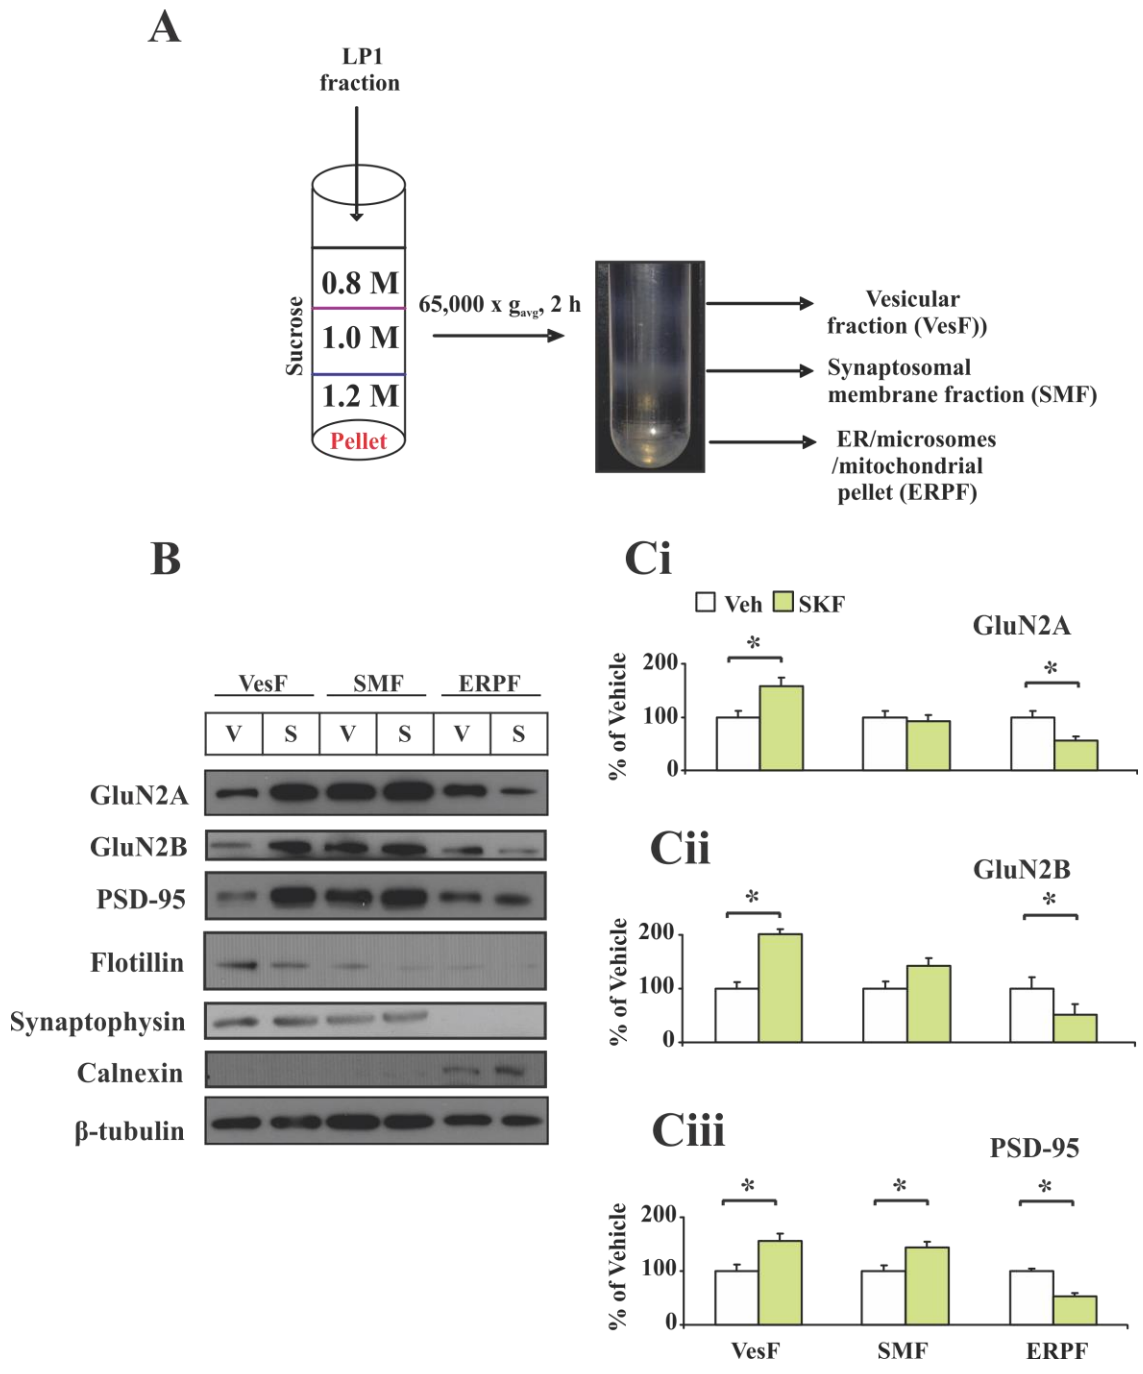 A
LP1
fraction
0.8 M
1.0 M
1.2 M
Pellet
Sucrose
65,000 x gavg, 2 h
Vesicular
fraction (VesF))
Synaptosomal
membrane fraction (SMF)
ER/microsomes
/mitochondrial
pellet (ERPF)
B
VesF SMF ERPF
V S V S V S
GluN2A
GluN2B
PSD-95
Flotillin
Synaptophysin
Calnexin
β-tubulin
Ci
Veh SKF
GluN2A
% of Vehicle
200
100
0
* *
Cii
GluN2B
% of Vehicle
200
100
0
* *
Ciii
PSD-95
% of Vehicle
200
100
0
* * *
VesF SMF ERPF